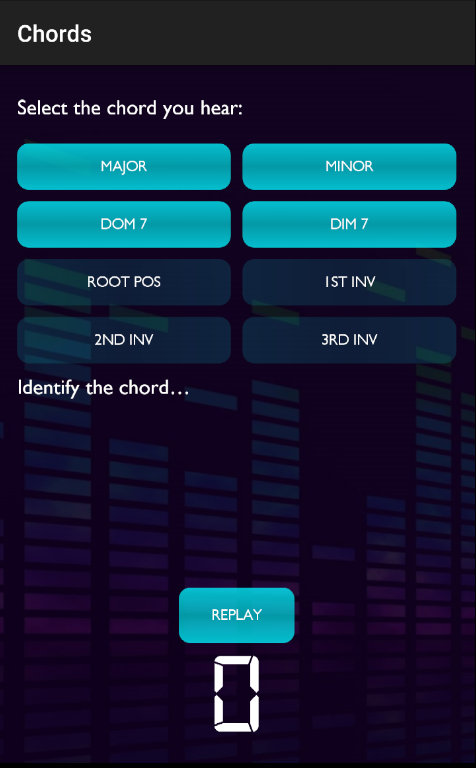 Chords
Select the chord you hear:
MAJOR
MINOR
DOM 7
DIM 7
ROOT POS
1ST INV
2ND INV
3RD INV
Identify the chord...
REPLAY
0